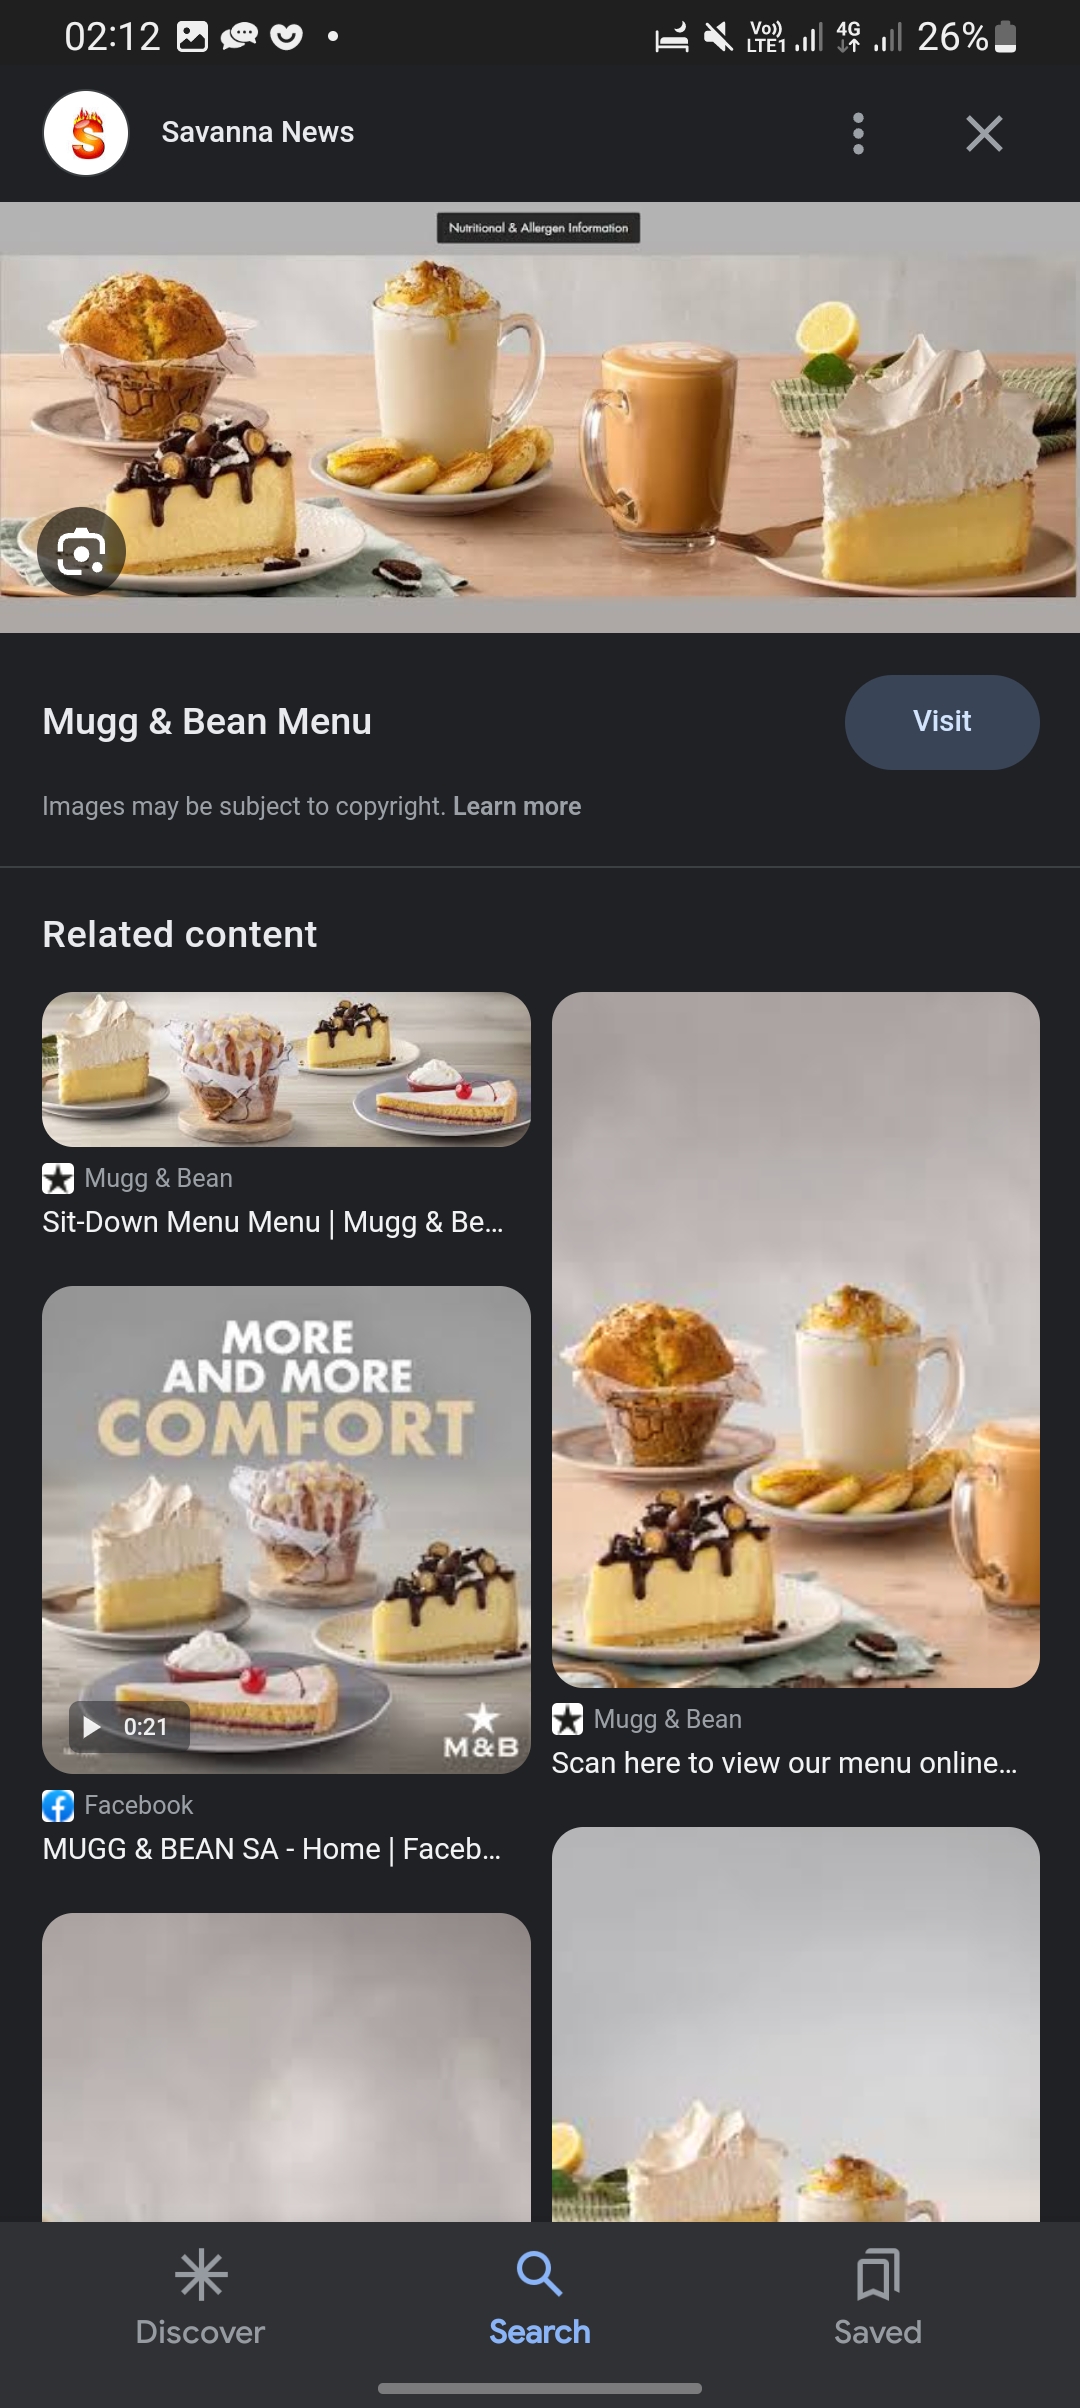 02:12
Vo))
LTE1
4G
26%
S
Savanna News
Nutritional & Allergen Information
Mugg & Bean Menu
Visit
Images may be subject to copyright. Learn more
Related content
Mugg & Bean
Sit-Down Menu Menu | Mugg & Be...
MORE
AND MORE
COMFORT
0:21
M&B
Facebook
MUGG & BEAN SA - Home | Faceb...
Mugg & Bean
Scan here to view our menu online...
Discover
Search
Saved